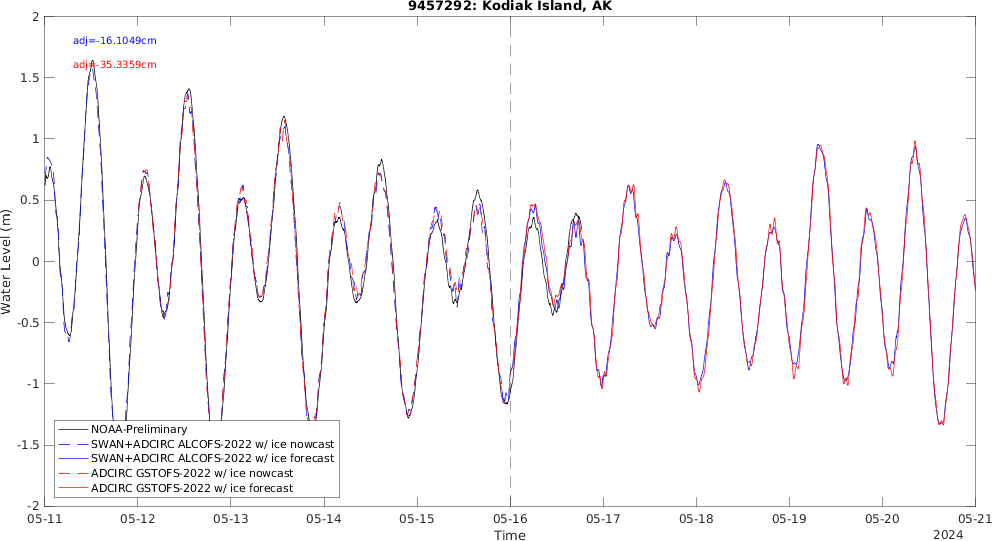 9457292: Kodiak Island, AK
adj=-16.1049cm
adj=-35.3359cm
Water Level (m)
2
1.5
1
0.5
0
-0.5
-1
-1.5
-2
NOAA-Preliminary
SWAN+ADCIRC ALCOFS-2022 w/ ice nowcast
SWAN+ADCIRC ALCOFS-2022 w/ ice forecast
ADCIRC GSTOFS-2022 w/ ice nowcast
ADCIRC GSTOFS-2022 w/ ice forecast
05-11 05-12 05-13 05-14 05-15 05-16 05-17 05-18 05-19 05-20 05-21
Time
2024